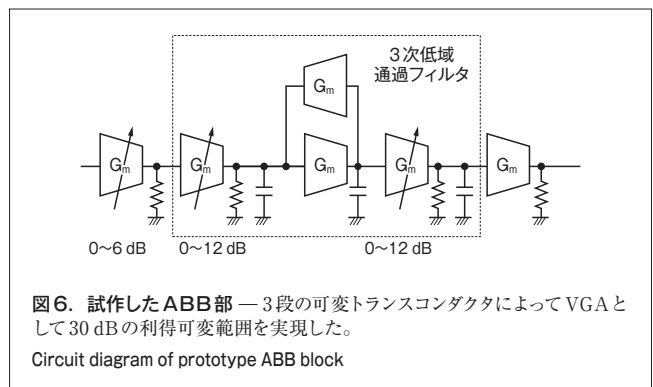 3次低域
通過フィルタ
Gm
Gm
Gm
Gm
Gm
Gm
0〜6 dB
0〜12 dB
0〜12 dB
図6. 試作したABB部 — 3段の可変トランスコンダクタによってVGAと
して30 dBの利得可変範囲を実現した。
Circuit diagram of prototype ABB block